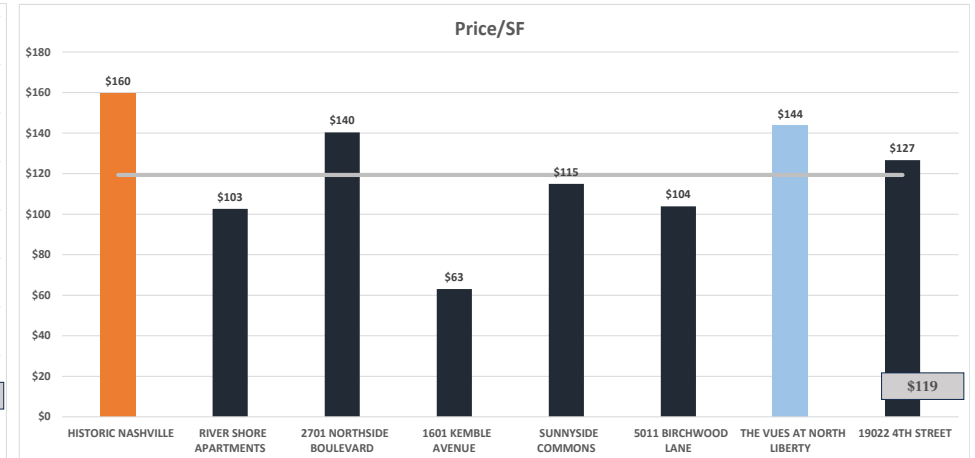 Price/SF
$180
$160
$140
$120
$100
$80
$60
$40
$20
$0
$160
$103
$140
$63
$115
$104
$144
$127
$119
HISTORIC NASHVILLE
RIVER SHORE
APARTMENTS
2701 NORTHSIDE
BOULEVARD
1601 KEMBLE
AVENUE
SUNNYSIDE
COMMONS
5011 BIRCHWOOD
LANE
THE VUES AT NORTH
LIBERTY
19022 4TH STREET